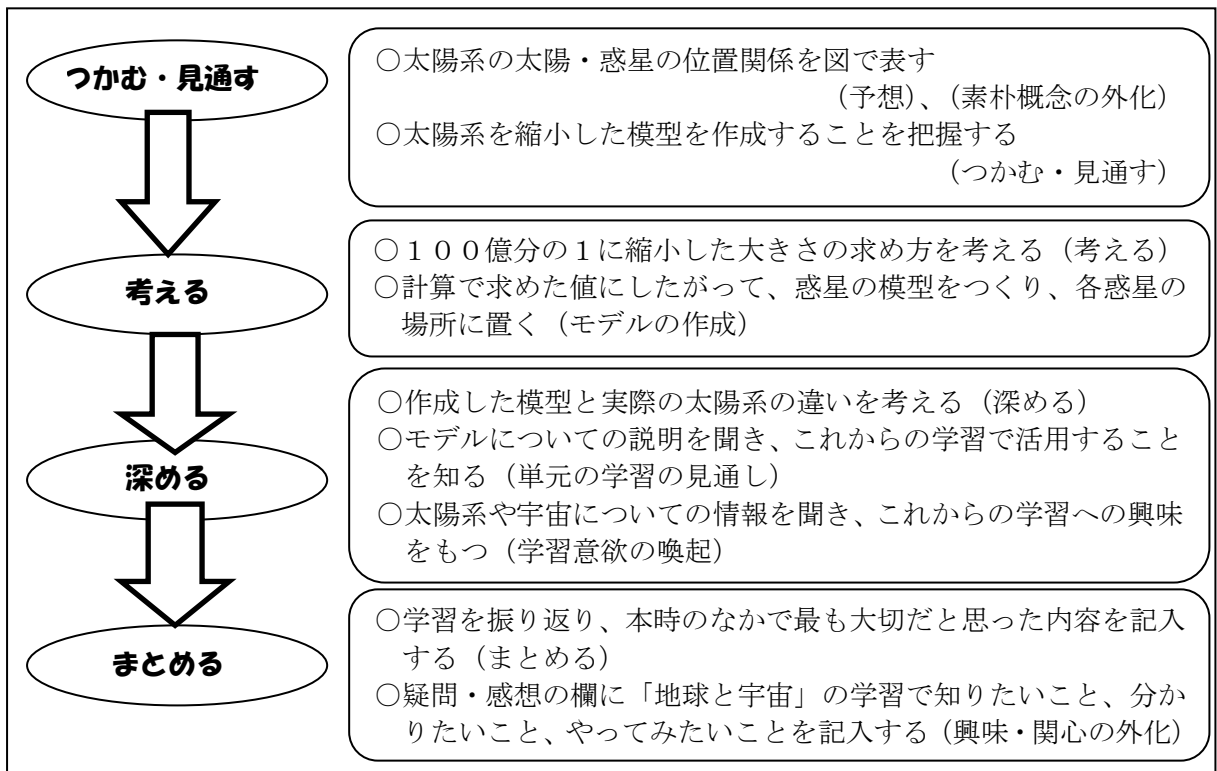 つかむ・見通す
○太陽系の太陽・惑星の位置関係を図で表す
（予想）、（素朴概念の外化）
○太陽系を縮小した模型を作成することを把握する
（つかむ・見通す）
考える
○１００億分の１に縮小した大きさの求め方を考える（考える）
○計算で求めた値にしたがって、惑星の模型をつくり、各惑星の
場所に置く（モデルの作成）
深める
○作成した模型と実際の太陽系の違いを考える（深める）
○モデルについての説明を聞き、これからの学習で活用すること
を知る（単元の学習の見通し）
○太陽系や宇宙についての情報を聞き、これからの学習への興味
をもつ（学習意欲の喚起）
まとめる
○学習を振り返り、本時のなかで最も大切だと思った内容を記入
する（まとめる）
○疑問・感想の欄に「地球と宇宙」の学習で知りたいこと、分か
りたいこと、やってみたいことを記入する（興味・関心の外化）